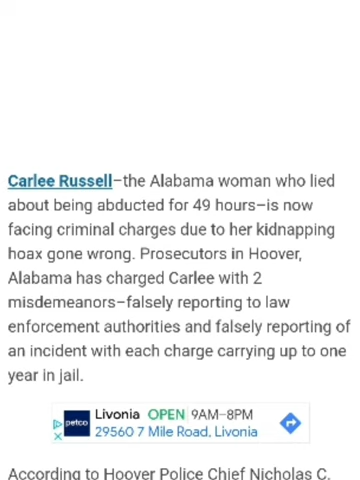 Carlee Russell–the Alabama woman who lied
about being abducted for 49 hours–is now
facing criminal charges due to her kidnapping
hoax gone wrong. Prosecutors in Hoover,
Alabama has charged Carlee with 2
misdemeanors–falsely reporting to law
enforcement authorities and falsely reporting of
an incident with each charge carrying up to one
year in jail.
petco
Livonia OPEN 9AM–8PM
29560 7 Mile Road, Livonia
According to Hoover Police Chief Nicholas C.